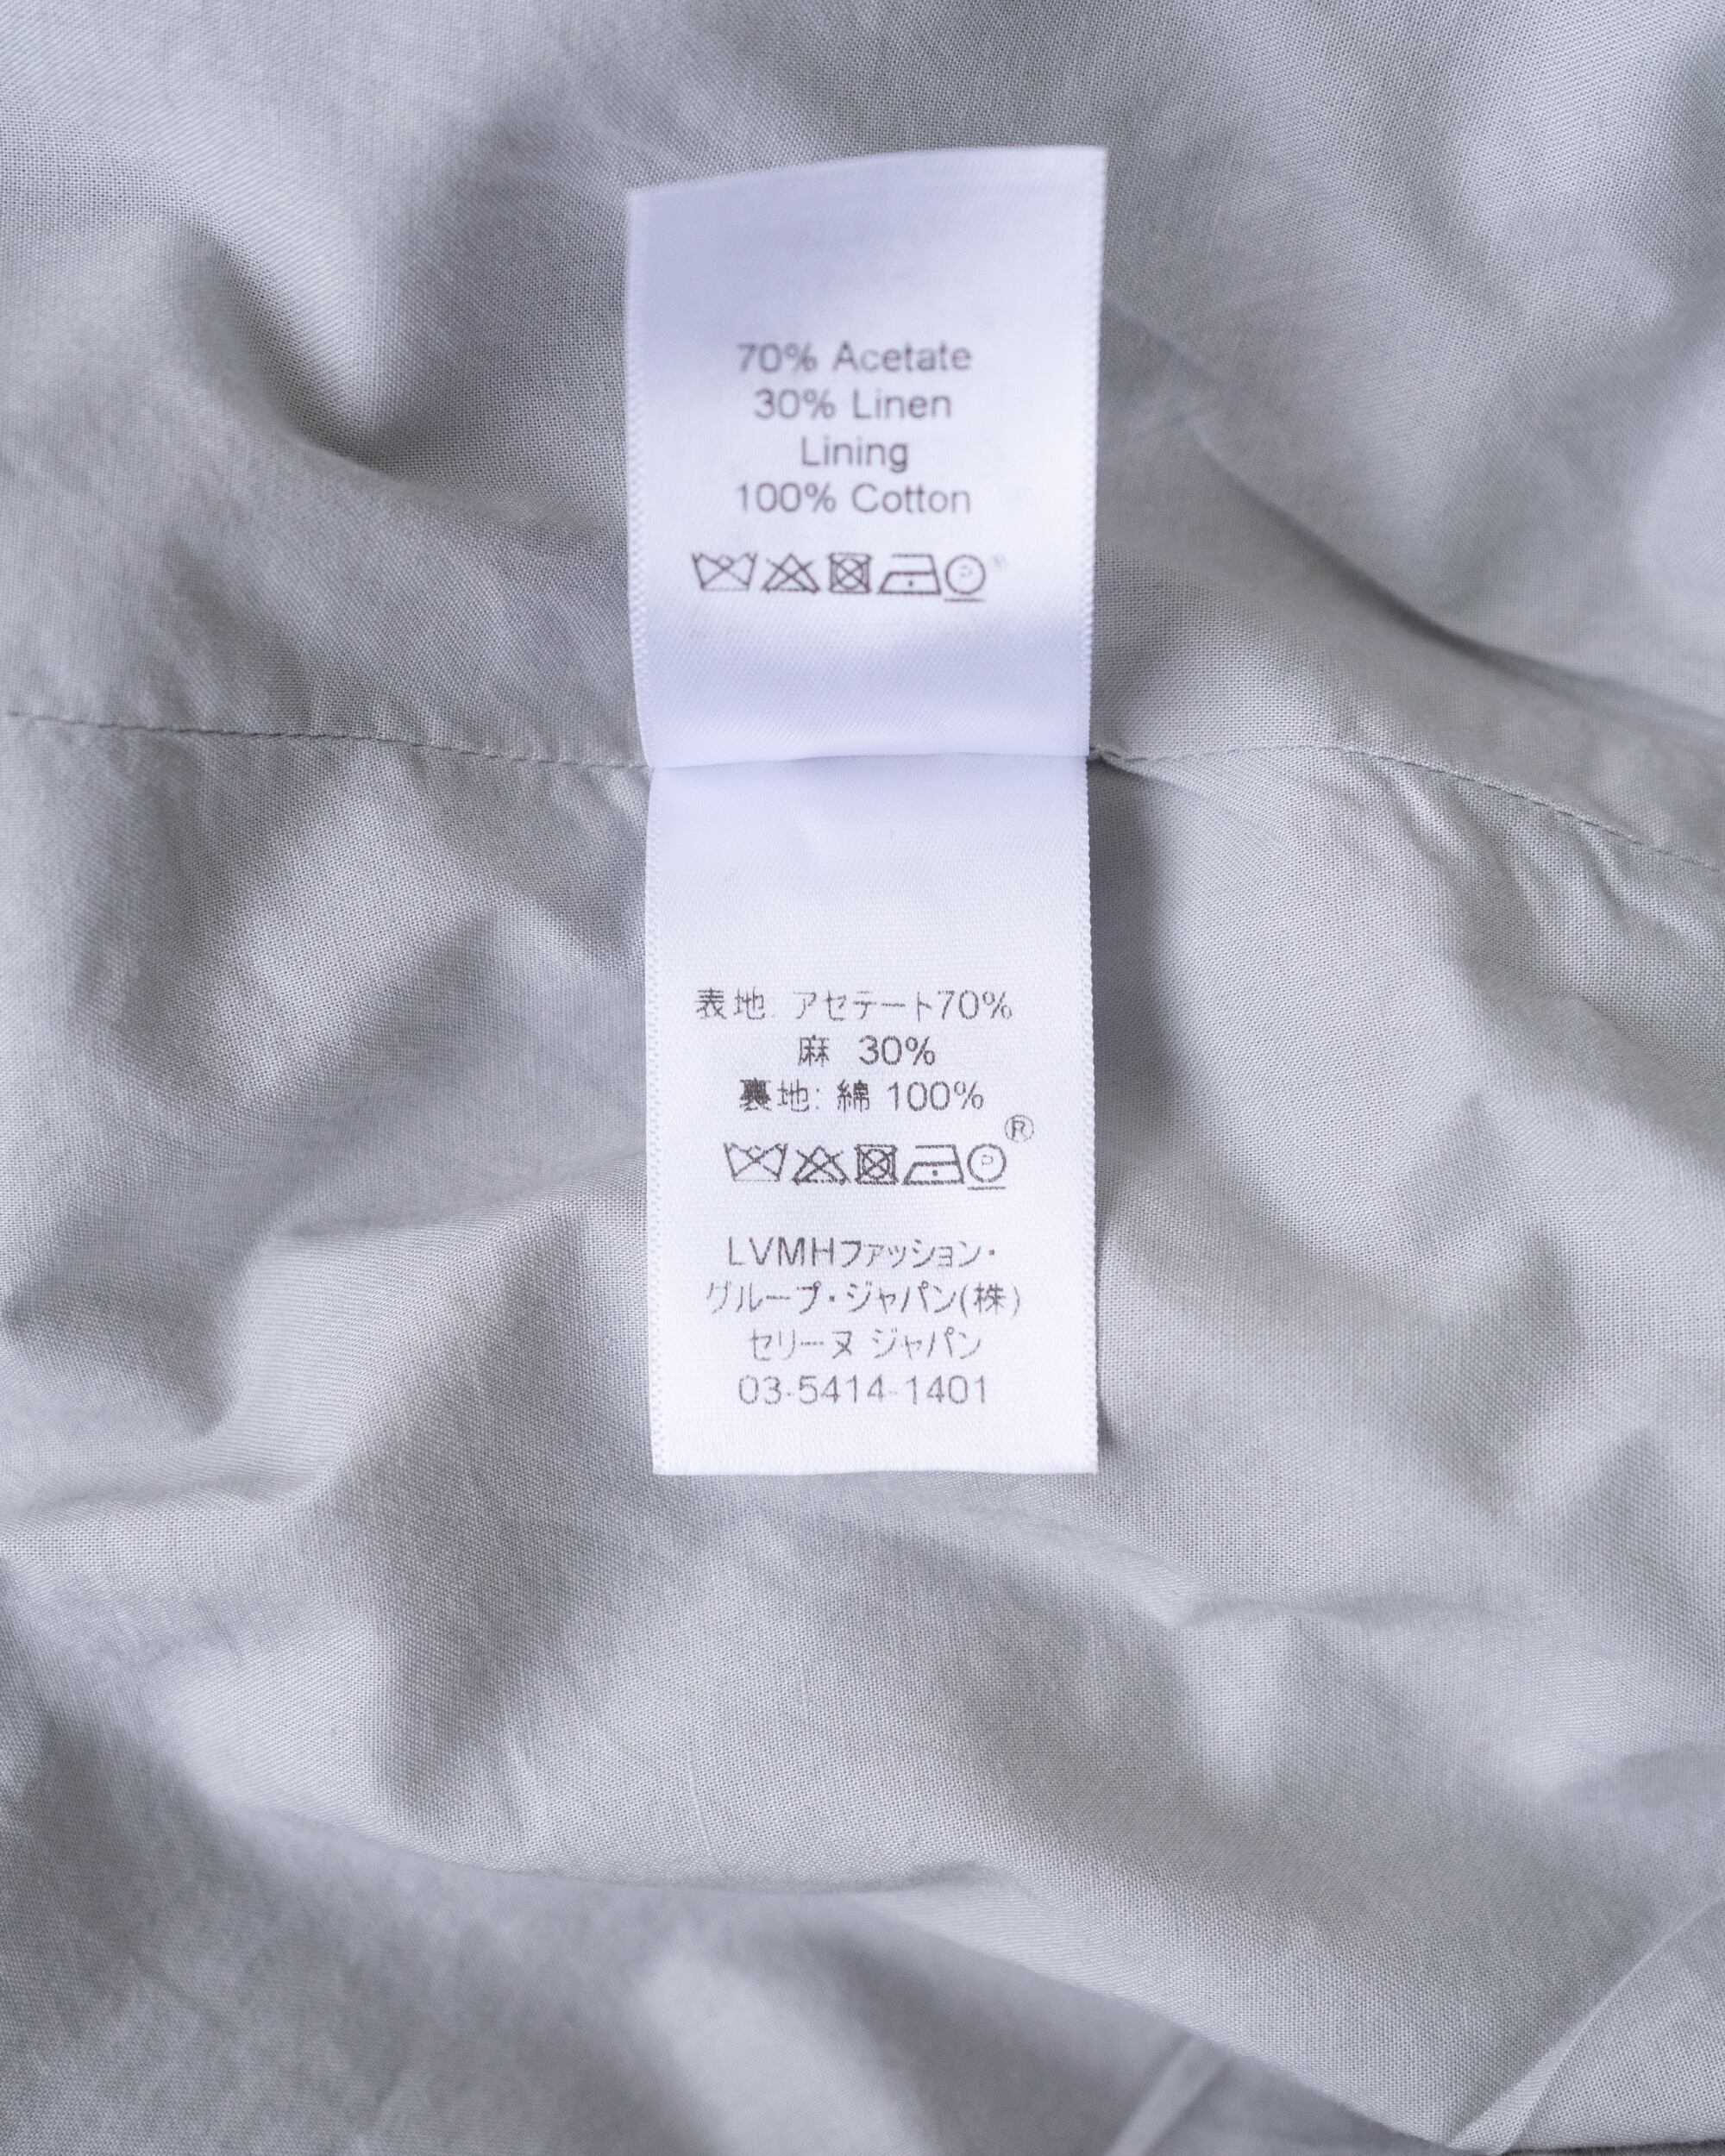 70% Acetate
30% Linen
Lining
100% Cotton
P
表地: アセテート70%
麻 30%
裏地: 綿 100%
P ®
LVMHファッション・
グループ・ジャパン(株)
セリーヌ ジャパン
03-5414-1401